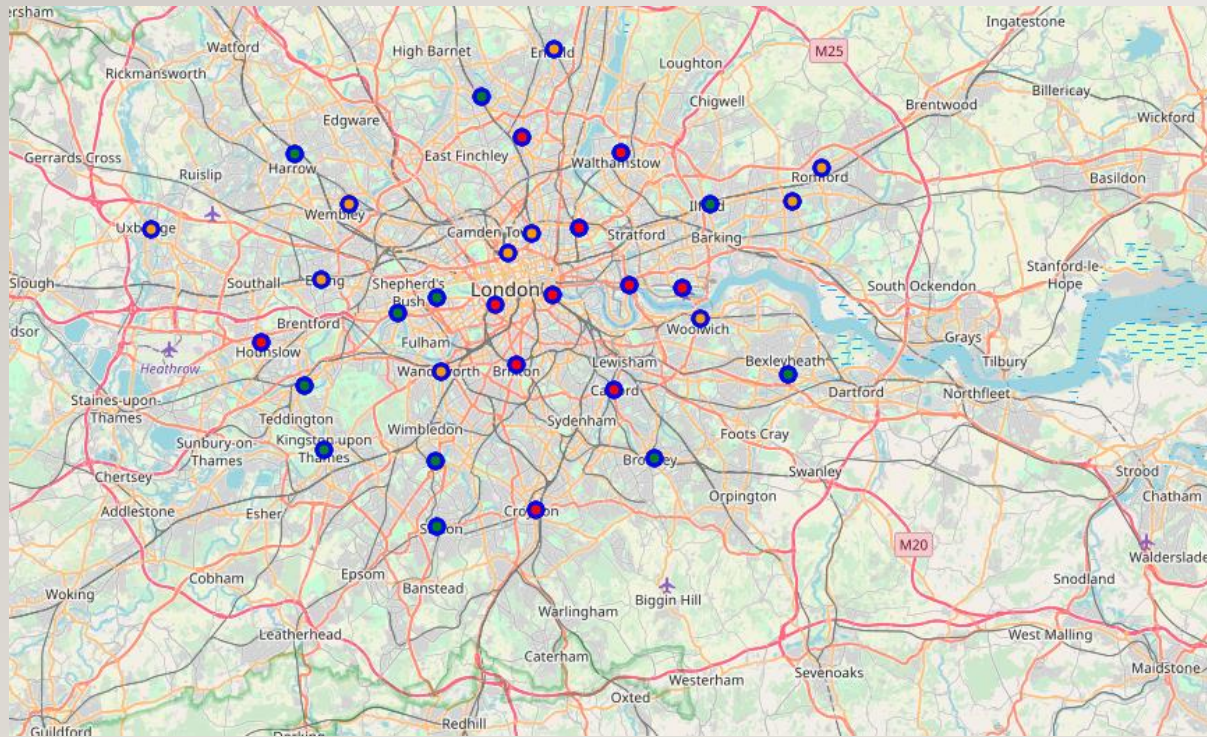 ersham
Watford
High Barnet
Enfield
Ingatestone
M25
Loughton
Rickmansworth
Chigwell
Billericay
Brentwood
Edgware
Wickford
Gerrards Cross
East Finchley
Walthamstow
Harrow
Ruislip
Romford
Basildon
Wembley
Ilford
Uxbridge
Camden Town
Stratford
Barking
Slough
Southall
Ealing
Shepherd's
Bush
London
Stanford-le-
Hope
South Ockendon
dsor
Brentford
Woolwich
Fulham
Grays
Hounslow
Heathrow
Wandsworth
Brixton
Lewisham
Bexleyheath
Tilbury
Catford
Dartford
Northfleet
Staines-upon-
Thames
Teddington
Sydenham
Wimbledon
Foots Cray
Sunbury-on-
Thames
Kingston upon
Thames
Bromley
Swanley
Strood
Chertsey
Orpington
Chatham
Addlestone
Esher
Croydon
Sutton
M20
Walderslade
Epsom
Cobham
Banstead
Snodland
Woking
Biggin Hill
Warlingham
Leatherhead
West Malling
Caterham
Maidstone
Sevenoaks
Westerham
Oxted
Redhill
Guildford
Dorking